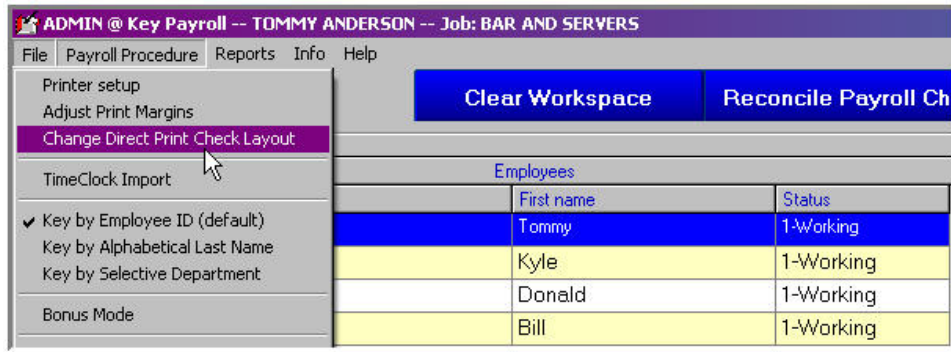 ADMIN @ Key Payroll -- TOMMY ANDERSON -- Job: BAR AND SERVERS
File Payroll Procedure Reports Info Help
Printer setup
Adjust Print Margins
Change Direct Print Check Layout
TimeClock Import
Key by Employee ID (default)
Key by Alphabetical Last Name
Key by Selective Department
Bonus Mode
Clear Workspace Reconcile Payroll Ch
Employees
First name Status
Tommy 1-Working
Kyle 1-Working
Donald 1-Working
Bill 1-Working